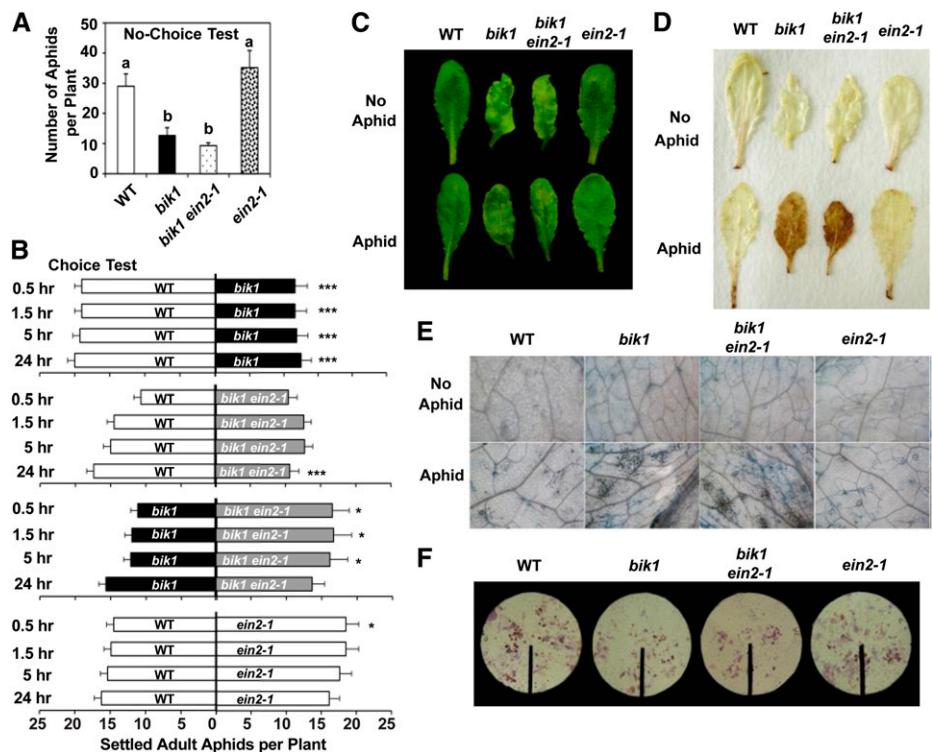 A
No-Choice Test
Number of Aphids
per Plant
50
40
30
20
10
0
a
b
b
a
WT
bik1
bik1 ein2-1
ein2-1
B
Choice Test
0.5 hr WT bik1 ***
1.5 hr WT bik1 ***
5 hr WT bik1 ***
24 hr WT bik1 ***
0.5 hr WT bik1 ein2-1
1.5 hr WT bik1 ein2-1
5 hr WT bik1 ein2-1
24 hr WT bik1 ein2-1 ***
0.5 hr bik1 bik1 ein2-1 *
1.5 hr bik1 bik1 ein2-1 *
5 hr bik1 bik1 ein2-1 *
24 hr bik1 bik1 ein2-1
0.5 hr WT ein2-1 *
1.5 hr WT ein2-1
5 hr WT ein2-1
24 hr WT ein2-1
25 20 15 10 5 0 5 10 15 20 25
Settled Adult Aphids per Plant
C
WT bik1 bik1 ein2-1 ein2-1
No
Aphid
Aphid
D
WT bik1 bik1 ein2-1 ein2-1
No
Aphid
Aphid
E
WT bik1 bik1 ein2-1 ein2-1
No
Aphid
Aphid
F
WT bik1 bik1 ein2-1 ein2-1